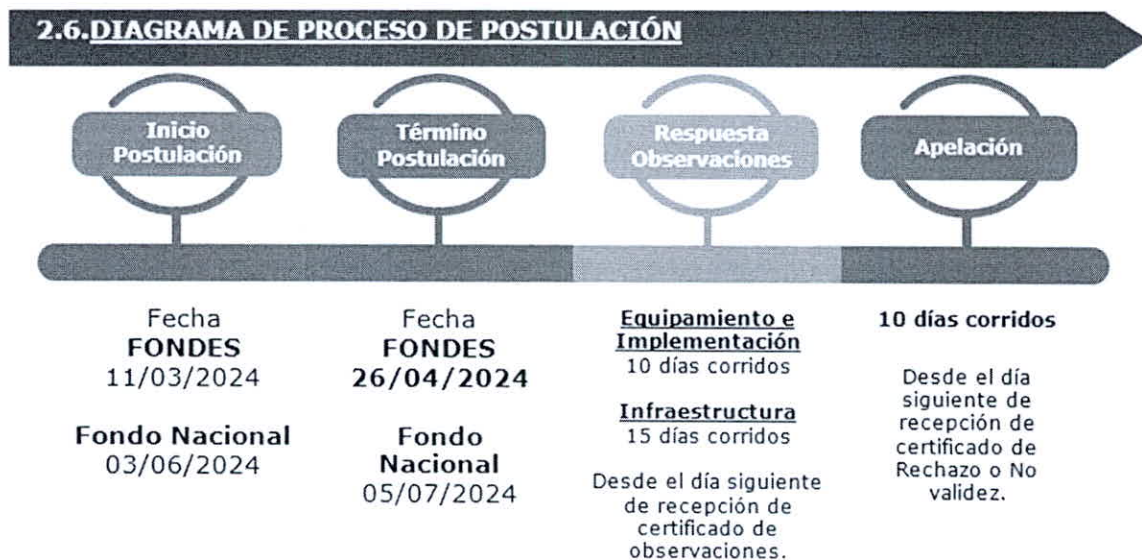 2.6.DIAGRAMA DE PROCESO DE POSTULACIÓN
Inicio
Postulación
Término
Postulación
Respuesta
Observaciones
Apelación
Fecha
FONDES
11/03/2024
Fondo Nacional
03/06/2024
Fecha
FONDES
26/04/2024
Fondo
Nacional
05/07/2024
Equipamiento e
Implementación
10 días corridos
Infraestructura
15 días corridos
Desde el día siguiente
de recepción de
certificado de
observaciones.
10 días corridos
Desde el día
siguiente de
recepción de
certificado de
Rechazo o No
validez.